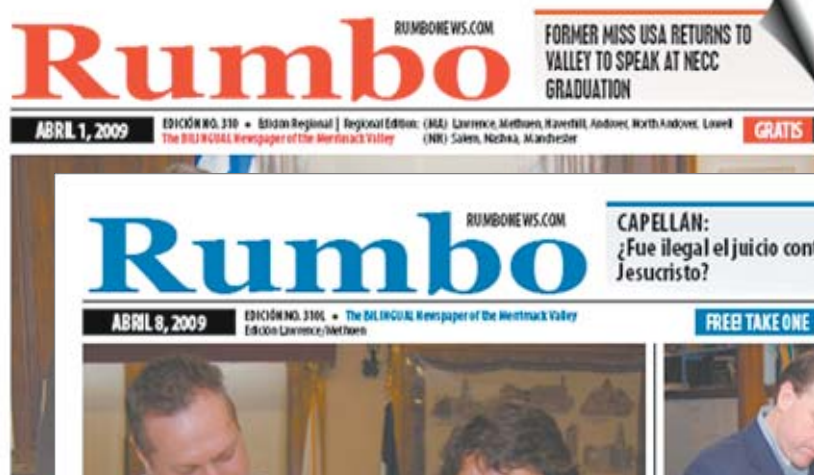 RUMBONEWS.COM
Rumbo
FORMER MISS USA RETURNS TO
VALLEY TO SPEAK AT NECC
GRADUATION
ABRIL 1, 2009
EDICIÓN NO. 310 • Edición Regional | Regional Edition: (MA) Lawrence, Methuen, Haverhill, Andover, North Andover, Lowell
The BILINGUAL Newspaper of the Merrimack Valley (NH) Salem, Nashua, Manchester
GRATIS
RUMBONEWS.COM
Rumbo
CAPELLÁN:
¿Fue ilegal el juicio cont
Jesucristo?
ABRIL 8, 2009
EDICIÓN NO. 310L • The BILINGUAL Newspaper of the Merrimack Valley
Edición Lawrence/Methuen
FREE! TAKE ONE